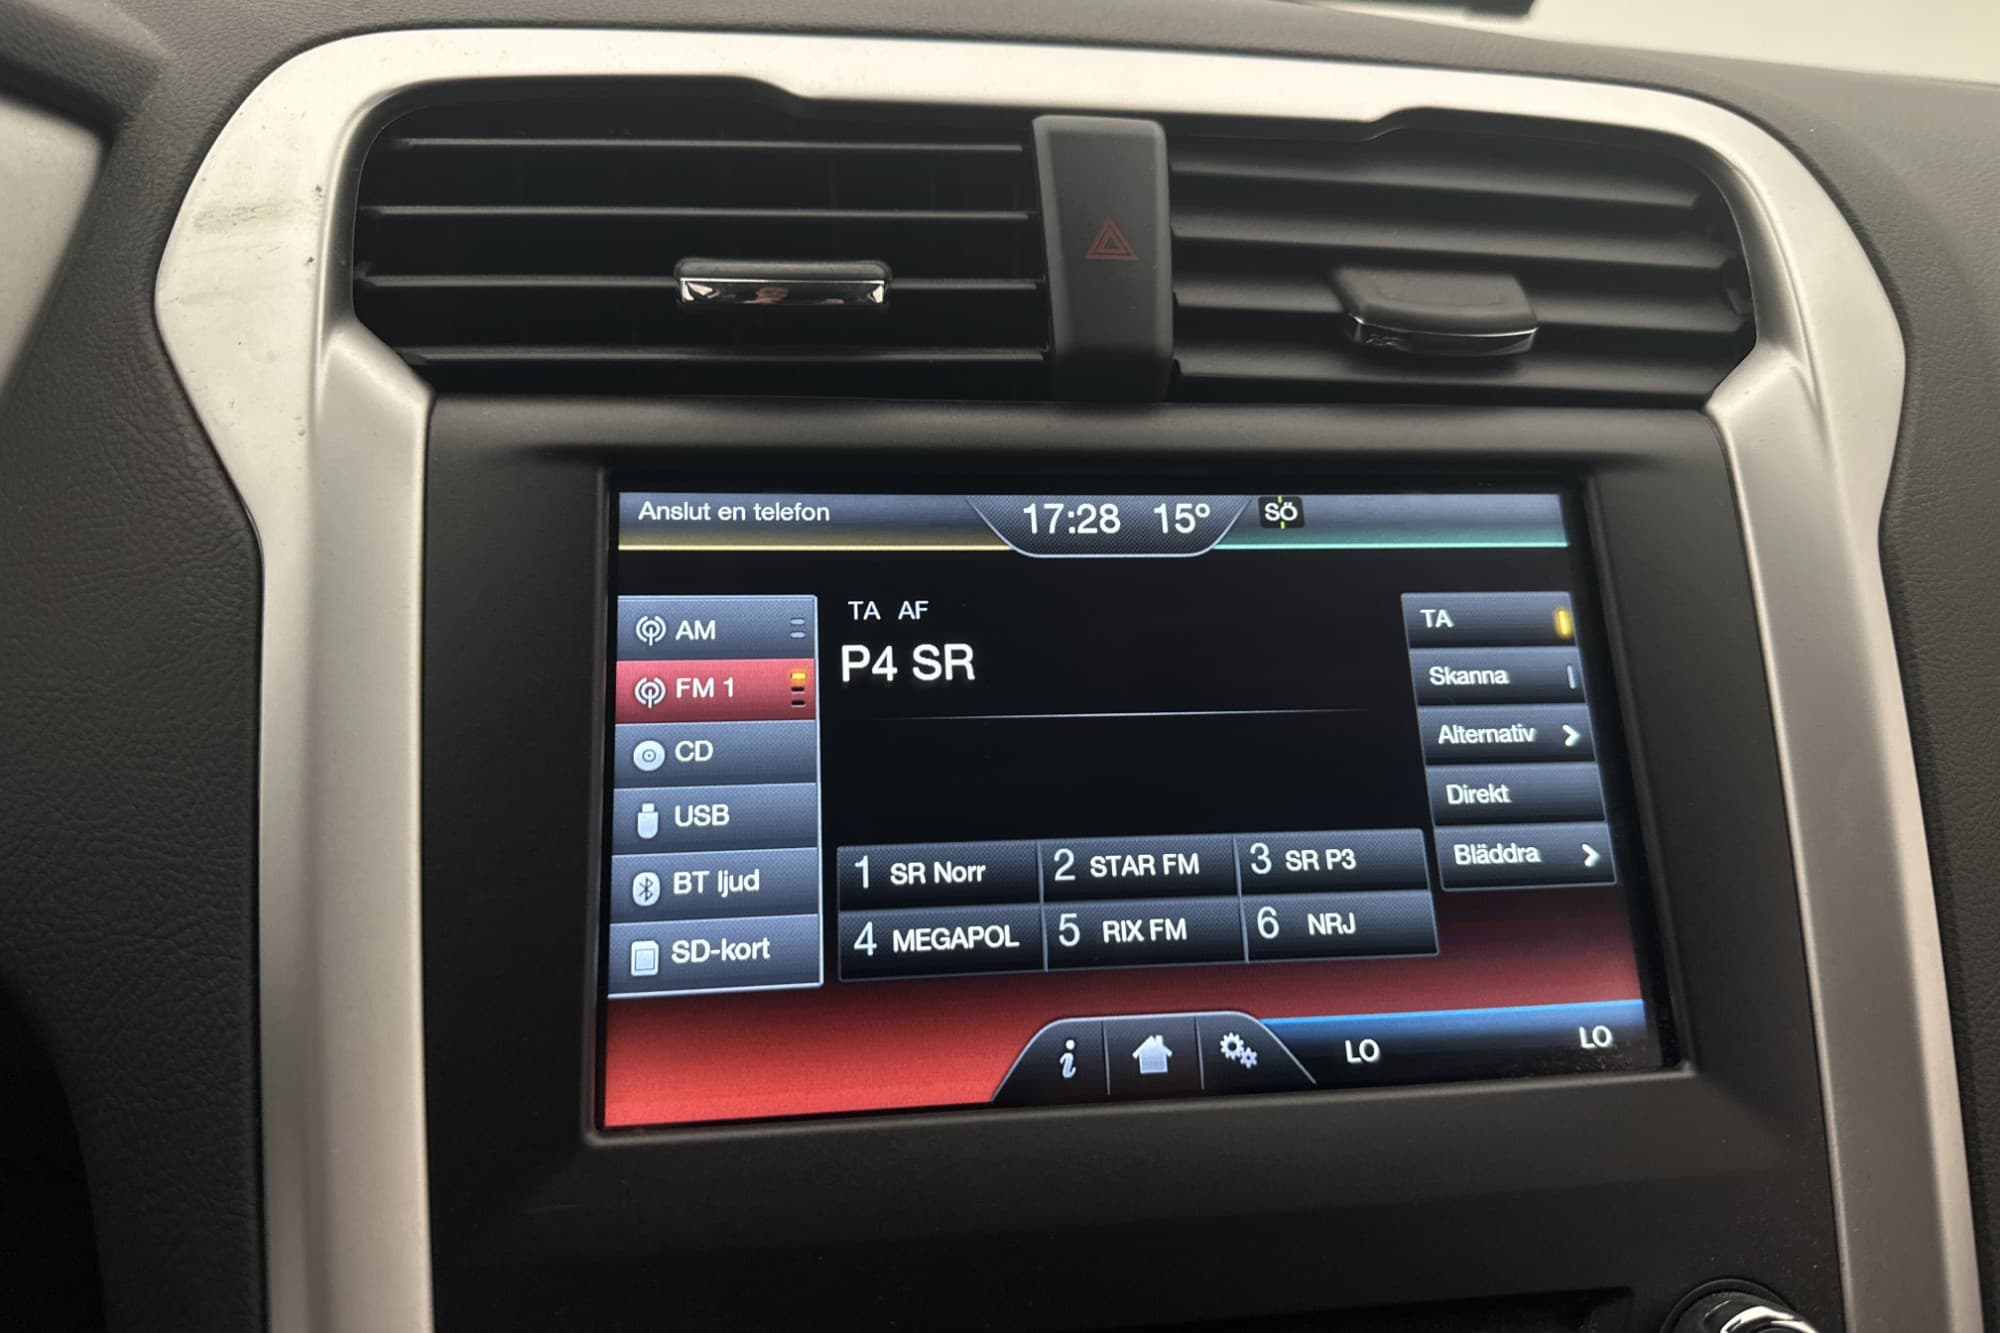 Anslut en telefon
17:28 15°
SÖ
AM
FM 1
CD
USB
BT ljud
SD-kort
TA AF
P4 SR
1 SR Norr
2 STAR FM
3 SR P3
4 MEGAPOL
5 RIX FM
6 NRJ
TA
Skanna
Alternativ
Direkt
Bläddra
i
LO
LO